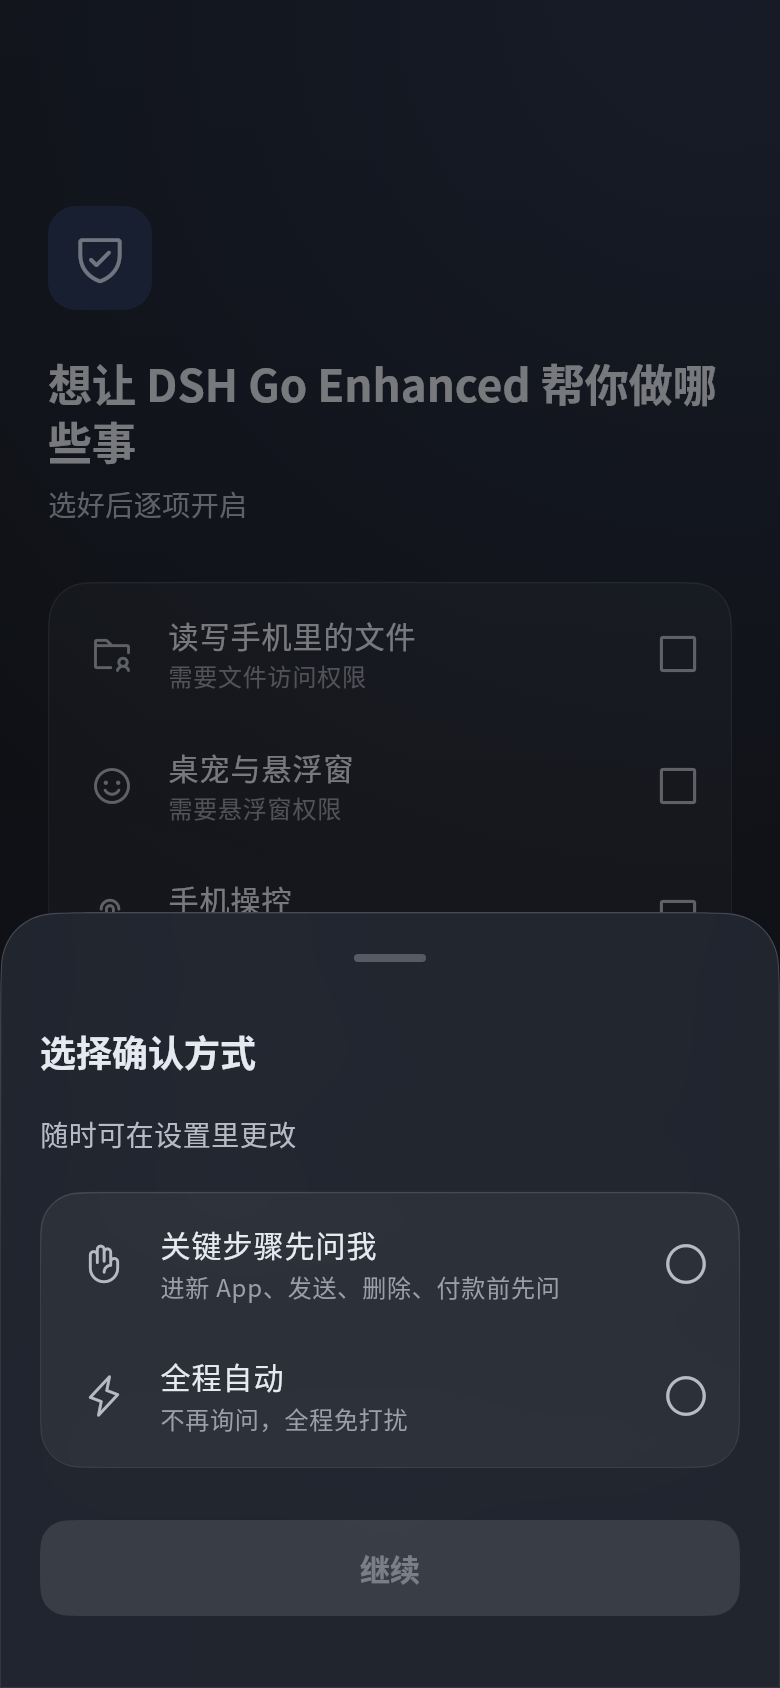 想让 DSH Go Enhanced 帮你做哪
些事
选好后逐项开启
读写手机里的文件
需要文件访问权限
桌宠与悬浮窗
需要悬浮窗权限
手机操控
选择确认方式
随时可在设置里更改
关键步骤先问我
进新 App、发送、删除、付款前先问
全程自动
不再询问，全程免打扰
继续